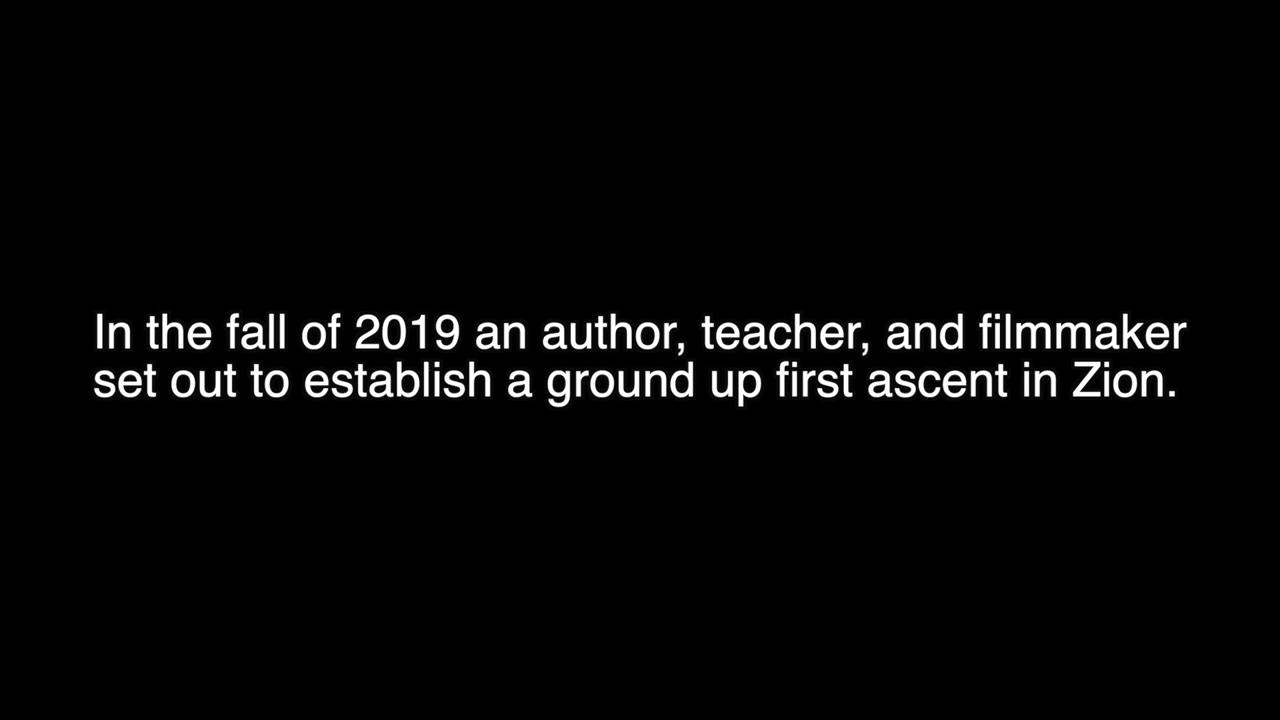 In the fall of 2019 an author, teacher, and filmmaker
set out to establish a ground up first ascent in Zion.